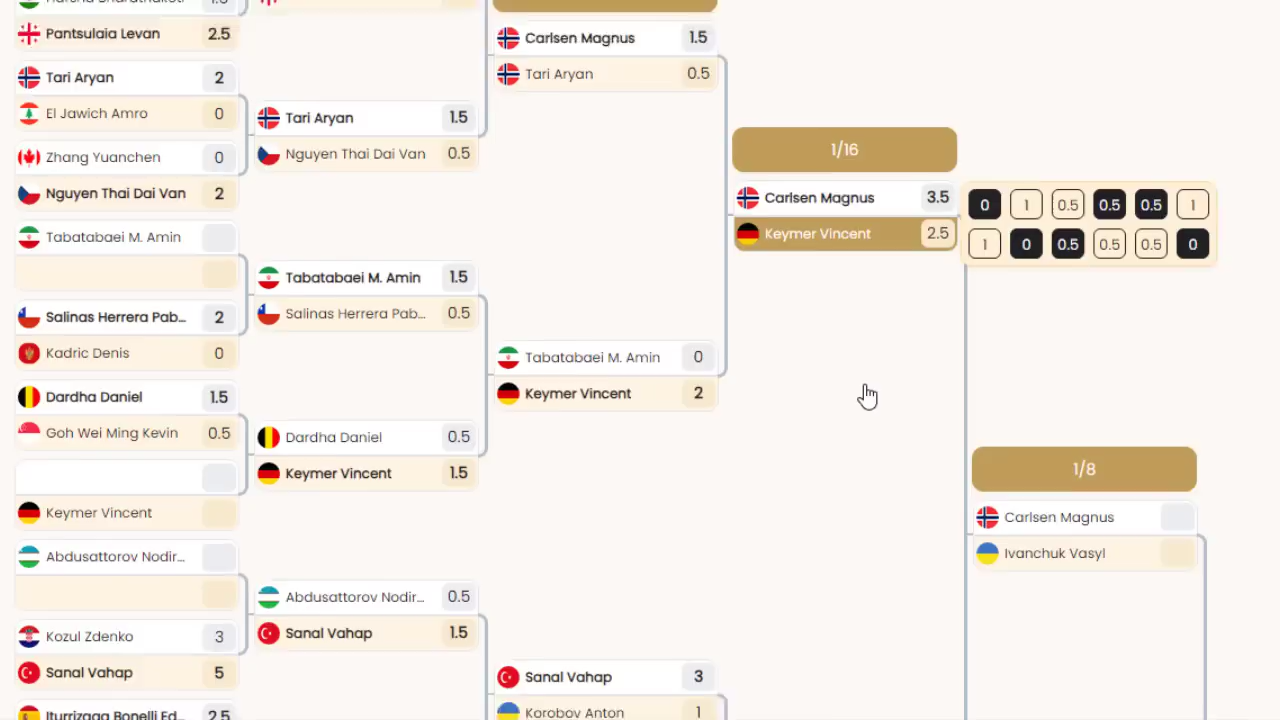 Pantsulaia Levan 2.5
Tari Aryan 2
El Jawich Amro 0
Zhang Yuanchen 0
Nguyen Thai Dai Van 2
Tabatabaei M. Amin
Salinas Herrera Pab... 2
Kadric Denis 0
Dardha Daniel 1.5
Goh Wei Ming Kevin 0.5
Keymer Vincent
Abdusattorov Nodir...
Kozul Zdenko 3
Sanal Vahap 5
Iturrizaga Bonelli Ed... 2.5
Tari Aryan 1.5
Nguyen Thai Dai Van 0.5
Tabatabaei M. Amin 1.5
Salinas Herrera Pab... 0.5
Dardha Daniel 0.5
Keymer Vincent 1.5
Abdusattorov Nodir... 0.5
Sanal Vahap 1.5
Carlsen Magnus 1.5
Tari Aryan 0.5
Tabatabaei M. Amin 0
Keymer Vincent 2
Sanal Vahap 3
Korobov Anton 1
1/16
Carlsen Magnus 3.5
Keymer Vincent 2.5
0 1 0.5 0.5 0.5 1
1 0 0.5 0.5 0.5 0
1/8
Carlsen Magnus
Ivanchuk Vasyl